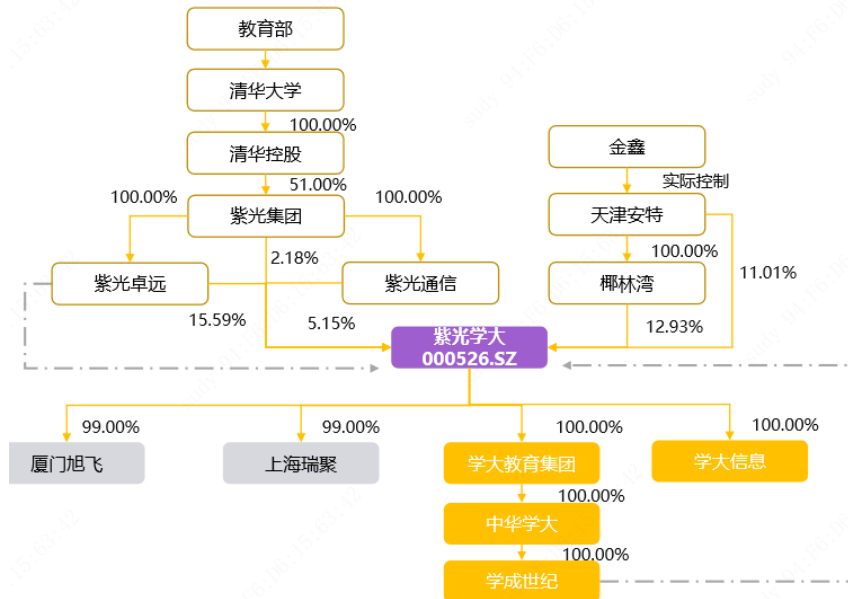 教育部
清华大学
100.00%
清华控股
51.00%
100.00%
紫光集团
100.00%
2.18%
紫光卓远
紫光通信
15.59%
5.15%
金鑫
实际控制
天津安特
100.00%
11.01%
椰林湾
12.93%
紫光学大
000526.SZ
99.00%
99.00%
100.00%
100.00%
厦门旭飞
上海瑞聚
学大教育集团
学大信息
100.00%
中华学大
100.00%
学成世纪